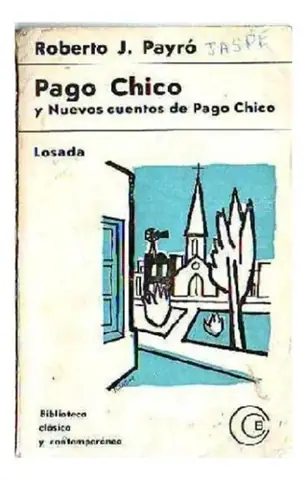 Roberto J. Payró JASPE
Pago Chico
y Nuevos cuentos de Pago Chico
Losada
Biblioteca
clásica
y contemporánea